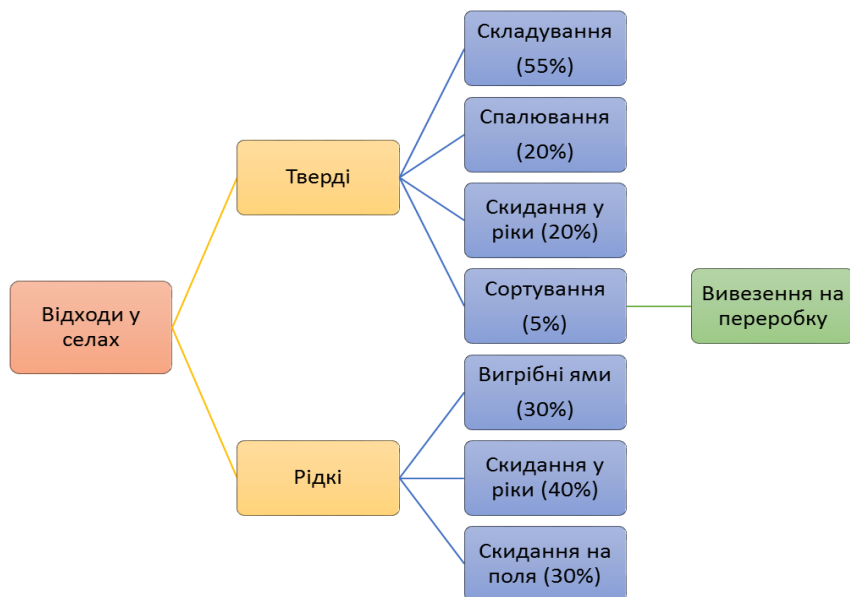 Відходи у
селах
Тверді
Складування
(55%)
Спалювання
(20%)
Скидання у
ріки (20%)
Сортування
(5%)
Вивезення на
переробку
Рідкі
Вигрібні ями
(30%)
Скидання у
ріки (40%)
Скидання на
поля (30%)